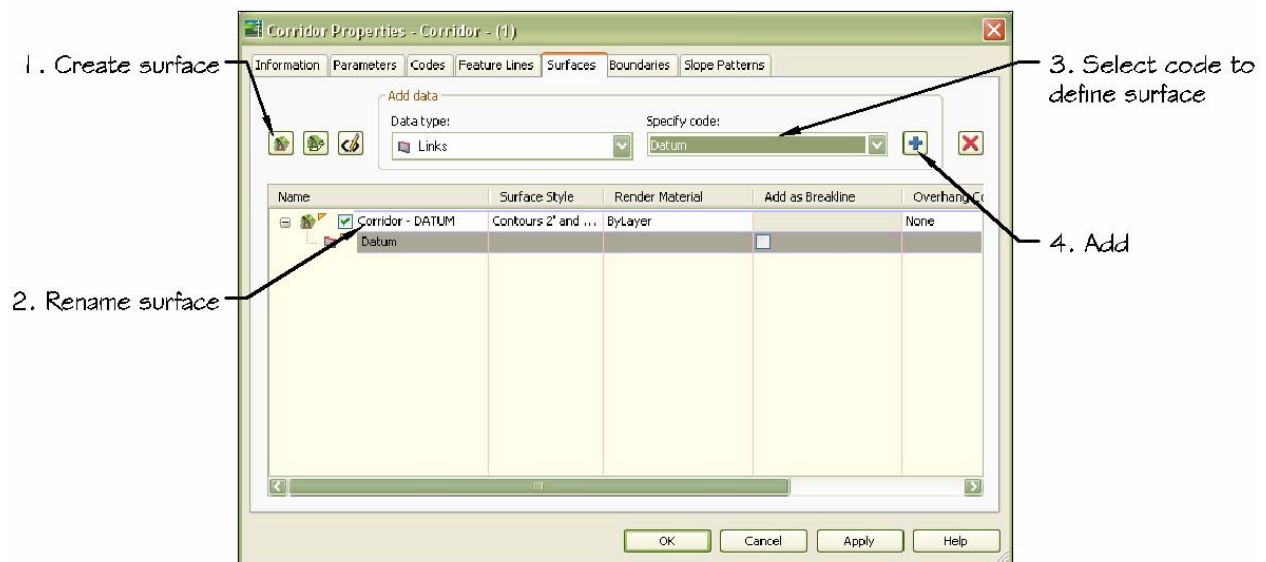 Corridor Properties - Corridor - (1)
1. Create surface
Information Parameters Codes Feature Lines Surfaces Boundaries Slope Patterns
3. Select code to
define surface
Add data
Data type:
Specify code:
Links
Datum
Name Surface Style Render Material Add as Breakline Overhang Co
Corridor - DATUM Contours 2' and ... ByLayer None
Datum
4. Add
2. Rename surface
OK Cancel Apply Help